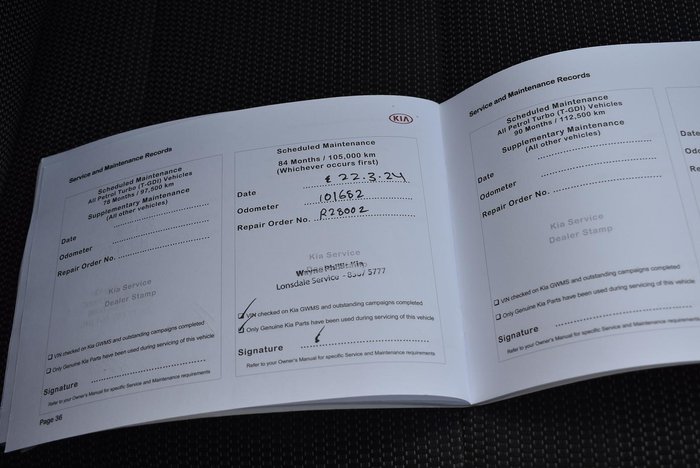 Service and Maintenance Records
Scheduled Maintenance
All Petrol Turbo (T-GDI) Vehicles
78 Months / 97,500 km
Supplementary Maintenance
(All other vehicles)
Date
Odometer
Repair Order No.
Kia Service
Dealer Stamp
VIN checked on Kia GWMS and outstanding campaigns completed
Only Genuine Kia Parts have been used during servicing of this vehicle
Signature
Refer to your Owner's Manual for specific Service and Maintenance requirements
Page 36
KIA
Scheduled Maintenance
84 Months / 105,000 km
(Whichever occurs first)
Date 22.3.24
Odometer 101682
Repair Order No. R28002
Kia Service
Wayne Phillis Kia
Lonsdale Service - 8307 5777
VIN checked on Kia GWMS and outstanding campaigns completed
Only Genuine Kia Parts have been used during servicing of this vehicle
Signature
Refer to your Owner's Manual for specific Service and Maintenance requirements
Service and Maintenance Records
Scheduled Maintenance
All Petrol Turbo (T-GDI) Vehicles
90 Months / 112,500 km
Supplementary Maintenance
(All other vehicles)
Date
Odometer
Repair Order No.
Kia Service
Dealer Stamp
VIN checked on Kia GWMS and outstanding campaigns completed
Only Genuine Kia Parts have been used during servicing of this vehicle
Signature
Refer to your Owner's Manual for specific Service and Maintenance requirements
Date
Odom
Repa